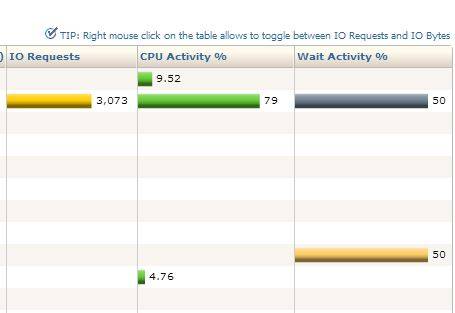 TIP: Right mouse click on the table allows to toggle between IO Requests and IO Bytes
) IO Requests CPU Activity % Wait Activity %
9.52
3,073 79 50
50
4.76